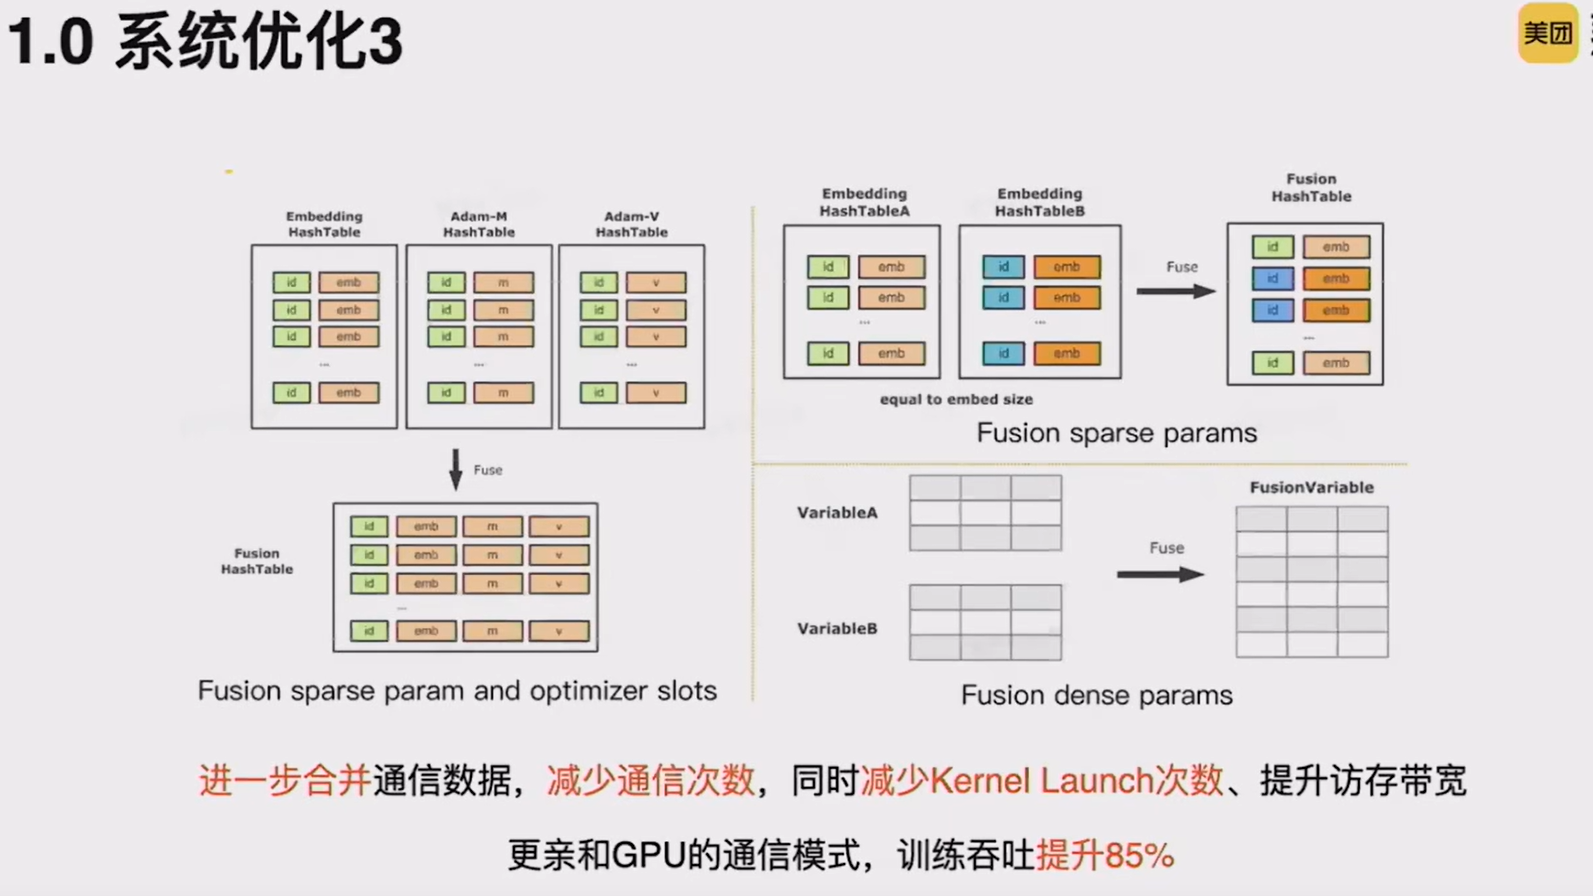 1.0 系统优化3
美团
Embedding
HashTable
Adam-M
HashTable
Adam-V
HashTable
id emb
id emb
id emb
...
id emb
id m
id m
id m
...
id m
id v
id v
id v
...
id v
Fuse
Fusion
HashTable
id emb m v
id emb m v
id emb m v
...
id emb m v
Fusion sparse param and optimizer slots
Embedding
HashTableA
Embedding
HashTableB
id emb
id emb
...
id emb
id emb
id emb
...
id emb
equal to embed size
Fuse
Fusion
HashTable
id emb
id emb
id emb
...
id emb
Fusion sparse params
VariableA
VariableB
Fuse
FusionVariable
Fusion dense params
进一步合并通信数据，减少通信次数，同时减少Kernel Launch次数、提升访存带宽
更亲和GPU的通信模式，训练吞吐提升85%